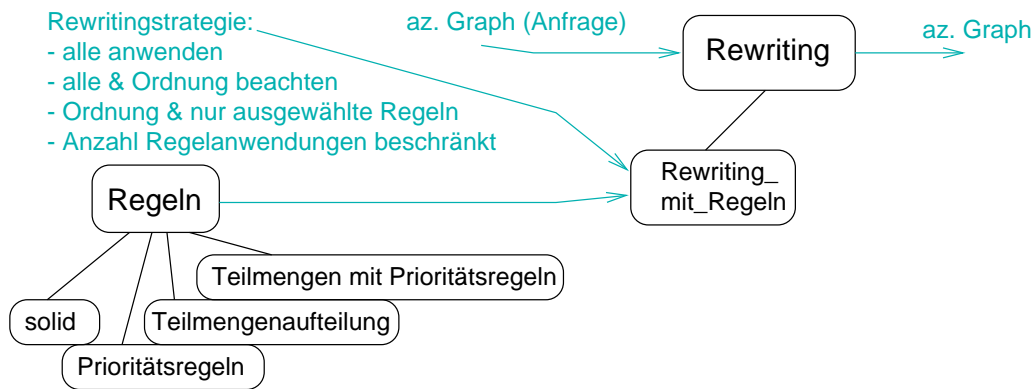 Rewritingstrategie:
- alle anwenden
- alle & Ordnung beachten
- Ordnung & nur ausgewählte Regeln
- Anzahl Regelanwendungen beschränkt
az. Graph (Anfrage)
Rewriting
az. Graph
Rewriting_
mit_Regeln
Regeln
Teilmengen mit Prioritätsregeln
solid
Teilmengenaufteilung
Prioritätsregeln